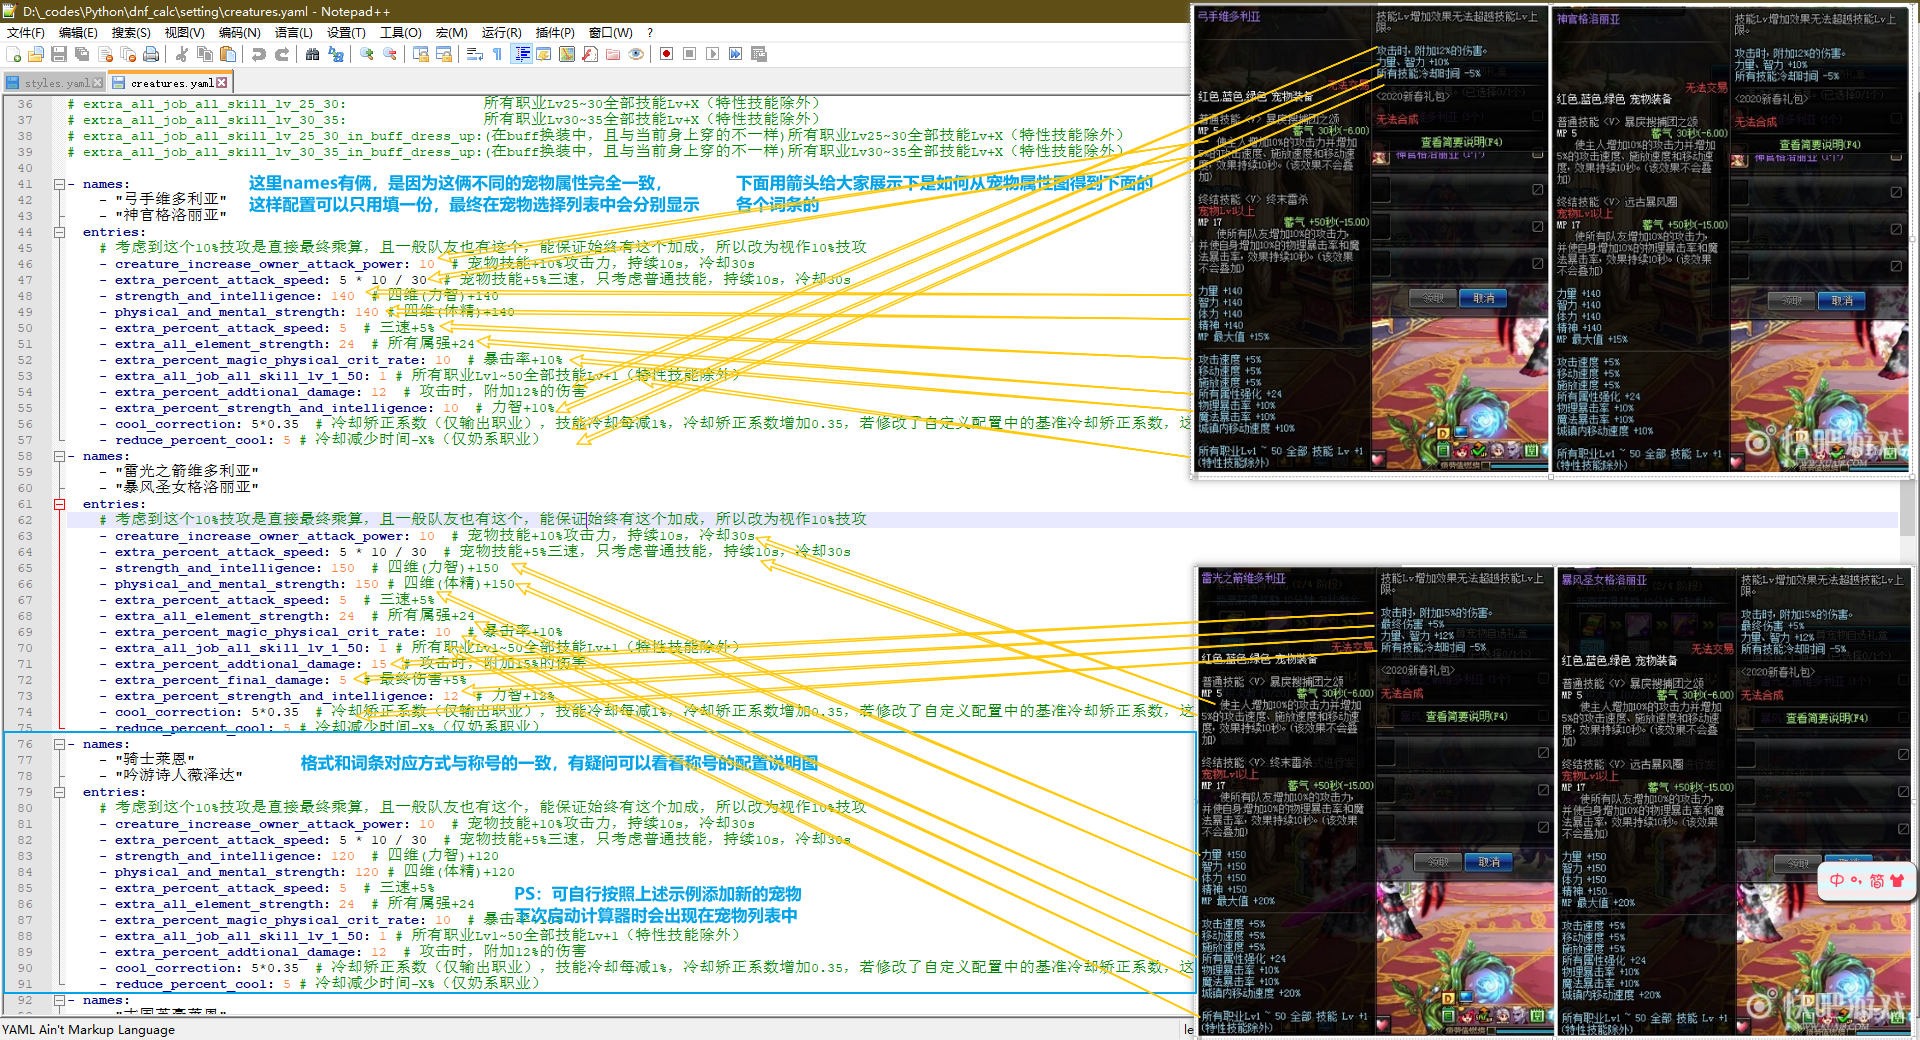 D:\_codes\Python\dnf_calc\setting\creatures.yaml - Notepad++
文件(F) 编辑(E) 搜索(S) 视图(V) 编码(N) 语言(L) 设置(T) 工具(O) 宏(M) 运行(R) 插件(P) 窗口(W) ?
styles.yaml creatures.yaml
36 # extra_all_job_all_skill_lv_25_30: 所有职业Lv25~30全部技能Lv+X（特性技能除外）
37 # extra_all_job_all_skill_lv_30_35: 所有职业Lv30~35全部技能Lv+X（特性技能除外）
38 # extra_all_job_all_skill_lv_25_30_in_buff_dress_up:(在buff换装中，且与当前身上穿的不一样)所有职业Lv25~30全部技能Lv+X（特性技能除外）
39 # extra_all_job_all_skill_lv_30_35_in_buff_dress_up:(在buff换装中，且与当前身上穿的不一样)所有职业Lv30~35全部技能Lv+X（特性技能除外）
40
41 - names:
42 - "弓手维多利亚"
43 - "神官格洛丽亚"
这里names有俩，是因为这俩不同的宠物属性完全一致，
这样配置可以只用填一份，最终在宠物选择列表中会分别显示
下面用箭头给大家展示下是如何从宠物属性图得到下面的
各个词条的
44 entries:
45 # 考虑到这个10%技攻是直接最终乘算，且一般队友也有这个，能保证始终有这个加成，所以改为视作10%技攻
46 - creature_increase_owner_attack_power: 10 # 宠物技能+10%攻击力，持续10s，冷却30s
47 - extra_percent_attack_speed: 5 * 10 / 30 # 宠物技能+5%三速，只考虑普通技能，持续10s，冷却30s
48 - strength_and_intelligence: 140 # 四维(力智)+140
49 - physical_and_mental_strength: 140 # 四维(体精)+140
50 - extra_percent_attack_speed: 5 # 三速+5%
51 - extra_all_element_strength: 24 # 所有属强+24
52 - extra_percent_magic_physical_crit_rate: 10 # 暴击率+10%
53 - extra_all_job_all_skill_lv_1_50: 1 # 所有职业Lv1~50全部技能Lv+1（特性技能除外）
54 - extra_percent_addtional_damage: 12 # 攻击时，附加12%的伤害
55 - extra_percent_strength_and_intelligence: 10 # 力智+10%
56 - cool_correction: 5*0.35 # 冷却矫正系数（仅输出职业），技能冷却每减1%，冷却矫正系数增加0.35，若修改了自定义配置中的基准冷却矫正系数，这
57 - reduce_percent_cool: 5 # 冷却减少时间-X%（仅奶系职业）
58 - names:
59 - "雷光之箭维多利亚"
60 - "暴风圣女格洛丽亚"
61 entries:
62 # 考虑到这个10%技攻是直接最终乘算，且一般队友也有这个，能保证始终有这个加成，所以改为视作10%技攻
63 - creature_increase_owner_attack_power: 10 # 宠物技能+10%攻击力，持续10s，冷却30s
64 - extra_percent_attack_speed: 5 * 10 / 30 # 宠物技能+5%三速，只考虑普通技能，持续10s，冷却30s
65 - strength_and_intelligence: 150 # 四维(力智)+150
66 - physical_and_mental_strength: 150 # 四维(体精)+150
67 - extra_percent_attack_speed: 5 # 三速+5%
68 - extra_all_element_strength: 24 # 所有属强+24
69 - extra_percent_magic_physical_crit_rate: 10 # 暴击率+10%
70 - extra_all_job_all_skill_lv_1_50: 1 # 所有职业Lv1~50全部技能Lv+1（特性技能除外）
71 - extra_percent_addtional_damage: 15 # 攻击时，附加15%的伤害
72 - extra_percent_final_damage: 5 # 最终伤害+5%
73 - extra_percent_strength_and_intelligence: 12 # 力智+12%
74 - cool_correction: 5*0.35 # 冷却矫正系数（仅输出职业），技能冷却每减1%，冷却矫正系数增加0.35，若修改了自定义配置中的基准冷却矫正系数，这
75 - reduce_percent_cool: 5 # 冷却减少时间-X%（仅奶系职业）
76 - names:
77 - "骑士莱恩"
78 - "吟游诗人薇泽达"
格式和词条对应方式与称号的一致，有疑问可以看看称号的配置说明图
79 entries:
80 # 考虑到这个10%技攻是直接最终乘算，且一般队友也有这个，能保证始终有这个加成，所以改为视作10%技攻
81 - creature_increase_owner_attack_power: 10 # 宠物技能+10%攻击力，持续10s，冷却30s
82 - extra_percent_attack_speed: 5 * 10 / 30 # 宠物技能+5%三速，只考虑普通技能，持续10s，冷却30s
83 - strength_and_intelligence: 120 # 四维(力智)+120
84 - physical_and_mental_strength: 120 # 四维(体精)+120
85 - extra_percent_attack_speed: 5 # 三速+5%
86 - extra_all_element_strength: 24 # 所有属强+24
87 - extra_percent_magic_physical_crit_rate: 10 # 暴击率+10%
PS：可自行按照上述示例添加新的宠物
下次启动计算器时会出现在宠物列表中
88 - extra_all_job_all_skill_lv_1_50: 1 # 所有职业Lv1~50全部技能Lv+1（特性技能除外）
89 - extra_percent_addtional_damage: 12 # 攻击时，附加12%的伤害
90 - cool_correction: 5*0.35 # 冷却矫正系数（仅输出职业），技能冷却每减1%，冷却矫正系数增加0.35，若修改了自定义配置中的基准冷却矫正系数，这
91 - reduce_percent_cool: 5 # 冷却减少时间-X%（仅奶系职业）
92 - names:
YAML Ain't Markup Language
le
弓手维多利亚
无法交易
红色,蓝色,绿色 宠物装备
普通技能 <V> 暴戾搜捕团之颂
MP 5 蓄气 30秒(-6.00)
使主人增加10%的攻击力并增加
5%的攻击速度、施放速度和移动速
度，效果持续10秒。(该效果不会叠
加)
终结技能 <V> 终末雷杀
宠物Lv1以上
MP 17 蓄气 +50秒(-15.00)
使所有队友增加10%的攻击力，
并使自身增加10%的物理暴击率和魔
法暴击率，效果持续10秒。(该效果
不会叠加)
力量 +140
智力 +140
体力 +140
精神 +140
MP 最大值 +15%
攻击速度 +5%
移动速度 +5%
施放速度 +5%
所有属性强化 +24
物理暴击率 +10%
魔法暴击率 +10%
城镇内移动速度 +10%
所有职业Lv1 ~ 50 全部 技能 Lv +1
(特性技能除外)
技能Lv增加效果无法超越技能Lv上
限。
攻击时，附加12%的伤害。
力量、智力 +10%
所有技能冷却时间 -5%
<2020新春礼包>
无法合成
查看简要说明(F4)
神官格洛丽亚 (1个)
领取 取消
神官格洛丽亚
无法交易
红色,蓝色,绿色 宠物装备
普通技能 <V> 暴戾搜捕团之颂
MP 5 蓄气 30秒(-6.00)
使主人增加10%的攻击力并增加
5%的攻击速度、施放速度和移动速
度，效果持续10秒。(该效果不会叠
加)
终结技能 <V> 远古暴风圈
宠物Lv1以上
MP 17 蓄气 +50秒(-15.00)
使所有队友增加10%的攻击力，
并使自身增加10%的物理暴击率和魔
法暴击率，效果持续10秒。(该效果
不会叠加)
力量 +140
智力 +140
体力 +140
精神 +140
MP 最大值 +15%
攻击速度 +5%
移动速度 +5%
施放速度 +5%
所有属性强化 +24
物理暴击率 +10%
魔法暴击率 +10%
城镇内移动速度 +10%
所有职业Lv1 ~ 50 全部 技能 Lv +1
(特性技能除外)
技能Lv增加效果无法超越技能Lv上
限。
攻击时，附加12%的伤害。
力量、智力 +10%
所有技能冷却时间 -5%
<2020新春礼包>
无法合成
查看简要说明(F4)
神官格洛丽亚 (1个)
领取 取消
快吧游戏
雷光之箭维多利亚
无法交易
红色,蓝色,绿色 宠物装备
普通技能 <V> 暴戾搜捕团之颂
MP 5 蓄气 30秒(-6.00)
使主人增加10%的攻击力并增加
5%的攻击速度、施放速度和移动速
度，效果持续10秒。(该效果不会叠
加)
终结技能 <V> 终末雷杀
宠物Lv1以上
MP 17 蓄气 +50秒(-15.00)
使所有队友增加10%的攻击力，
并使自身增加10%的物理暴击率和魔
法暴击率，效果持续10秒。(该效果
不会叠加)
力量 +150
智力 +150
体力 +150
精神 +150
MP 最大值 +20%
攻击速度 +5%
移动速度 +5%
施放速度 +5%
所有属性强化 +24
物理暴击率 +10%
魔法暴击率 +10%
城镇内移动速度 +20%
所有职业Lv1 ~ 50 全部 技能 Lv +1
(特性技能除外)
技能Lv增加效果无法超越技能Lv上
限。
攻击时，附加15%的伤害。
最终伤害 +5%
力量、智力 +12%
所有技能冷却时间 -5%
<2020新春礼包>
无法合成
查看简要说明(F4)
领取 取消
暴风圣女格洛丽亚
无法交易
红色,蓝色,绿色 宠物装备
普通技能 <V> 暴戾搜捕团之颂
MP 5 蓄气 30秒(-6.00)
使主人增加10%的攻击力并增加
5%的攻击速度、施放速度和移动速
度，效果持续10秒。(该效果不会叠
加)
终结技能 <V> 远古暴风圈
宠物Lv1以上
MP 17 蓄气 +50秒(-15.00)
使所有队友增加10%的攻击力，
并使自身增加10%的物理暴击率和魔
法暴击率，效果持续10秒。(该效果
不会叠加)
力量 +150
智力 +150
体力 +150
精神 +150
MP 最大值 +20%
攻击速度 +5%
移动速度 +5%
施放速度 +5%
所有属性强化 +24
物理暴击率 +10%
魔法暴击率 +10%
城镇内移动速度 +20%
所有职业Lv1 ~ 50 全部 技能 Lv +1
(特性技能除外)
技能Lv增加效果无法超越技能Lv上
限。
攻击时，附加15%的伤害。
最终伤害 +5%
力量、智力 +12%
所有技能冷却时间 -5%
<2020新春礼包>
无法合成
查看简要说明(F4)
领取
中 简
快吧游戏